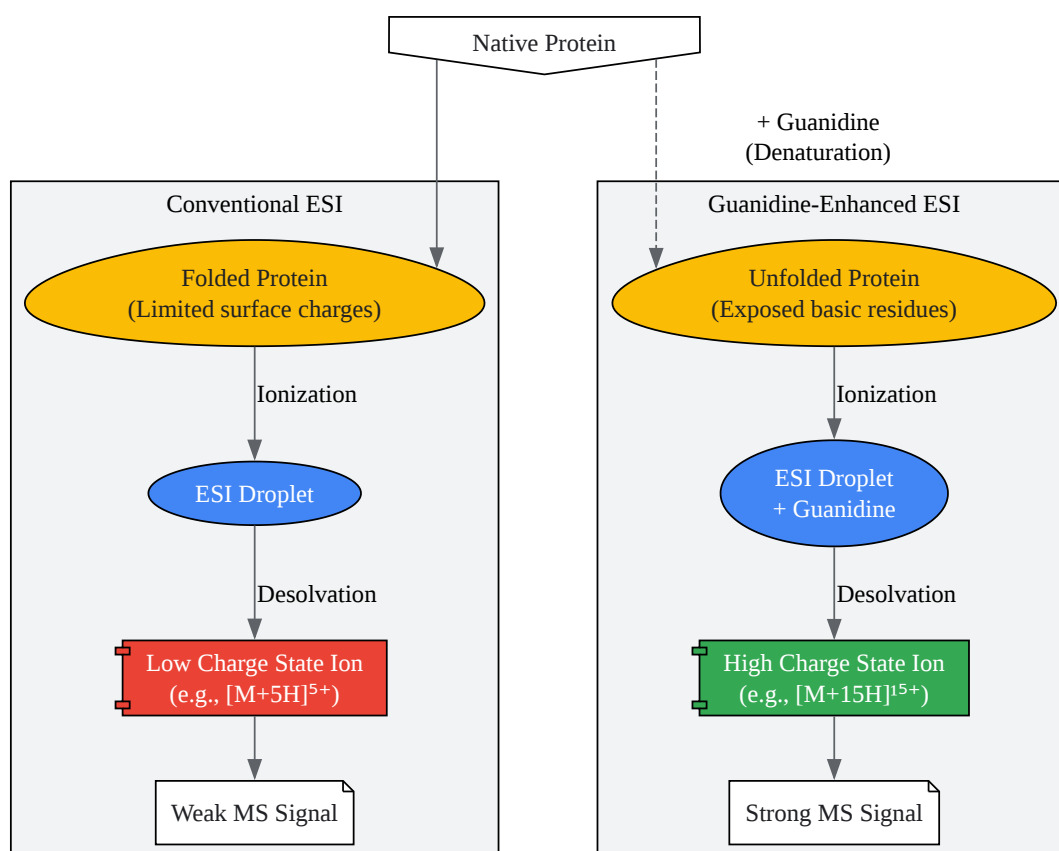 Native Protein
+ Guanidine
(Denaturation)
Conventional ESI
Folded Protein
(Limited surface charges)
Ionization
ESI Droplet
Desolvation
Low Charge State Ion
(e.g., [M+5H]⁵⁺)
Weak MS Signal
Guanidine-Enhanced ESI
Unfolded Protein
(Exposed basic residues)
Ionization
ESI Droplet
+ Guanidine
Desolvation
High Charge State Ion
(e.g., [M+15H]¹⁵⁺)
Strong MS Signal